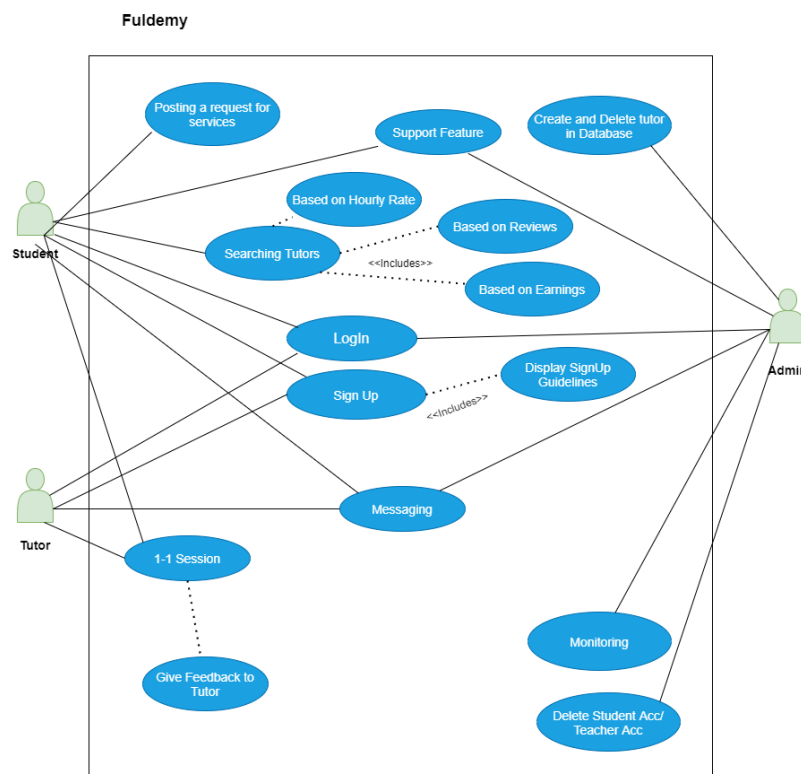 Fuldemy
Posting a request for
services
Support Feature
Create and Delete tutor
in Database
Based on Hourly Rate
Based on Reviews
Student
Searching Tutors
<<Includes>>
Based on Earnings
LogIn
Display SignUp
Guidelines
Admin
Sign Up
<<Includes>>
Messaging
Tutor
1-1 Session
Monitoring
Give Feedback to
Tutor
Delete Student Acc/
Teacher Acc